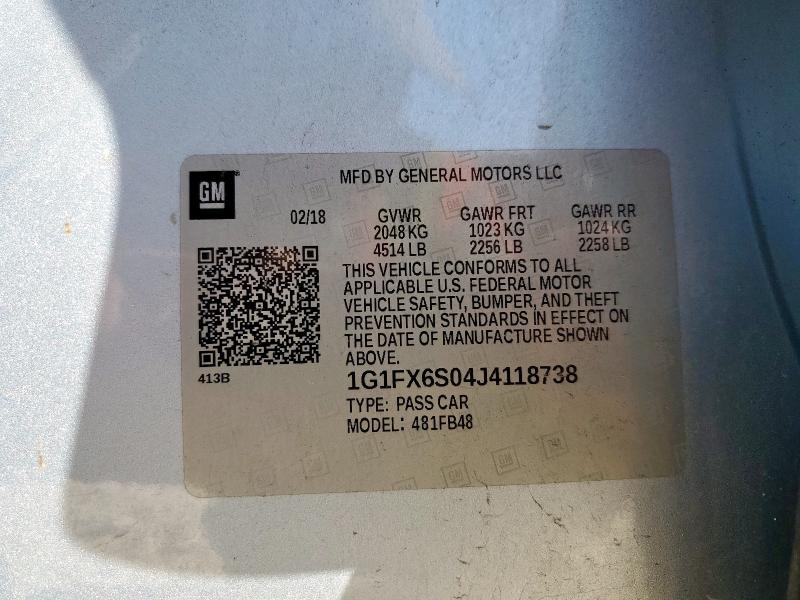 GM
MFD BY GENERAL MOTORS LLC
02/18 GVWR GAWR FRT GAWR RR
2048 KG 1023 KG 1024 KG
4514 LB 2256 LB 2258 LB
THIS VEHICLE CONFORMS TO ALL
APPLICABLE U.S. FEDERAL MOTOR
VEHICLE SAFETY, BUMPER, AND THEFT
PREVENTION STANDARDS IN EFFECT ON
THE DATE OF MANUFACTURE SHOWN
ABOVE.
413B
1G1FX6S04J4118738
TYPE: PASS CAR
MODEL: 481FB48